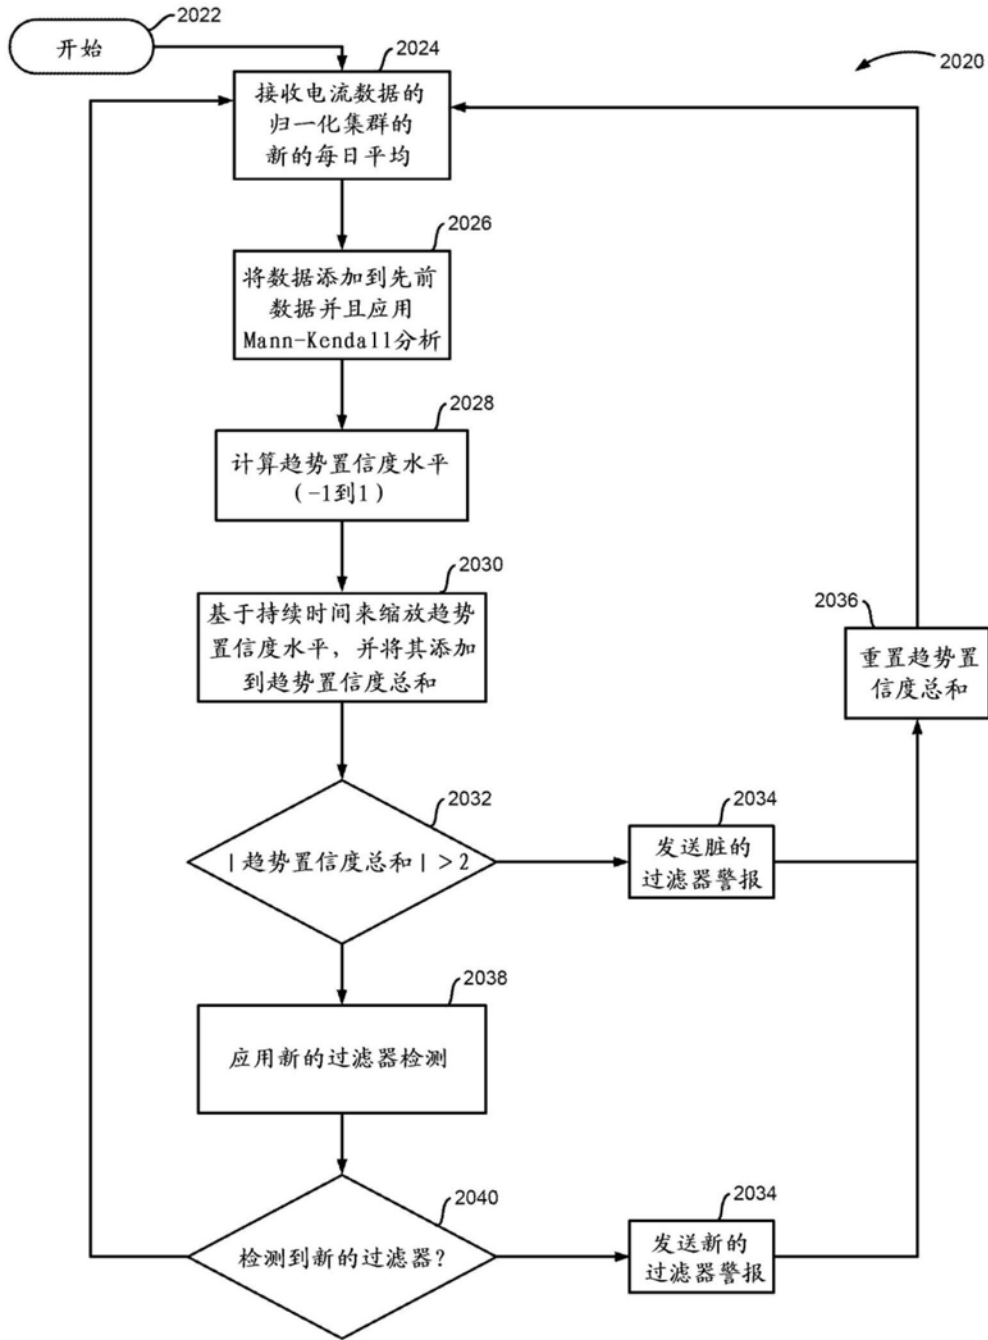 2022
开始
2024
2020
接收电流数据的
归一化集群的
新的每日平均
2026
将数据添加到先前
数据并且应用
Mann-Kendall分析
2028
计算趋势置信度水平
(-1到1)
2030
基于持续时间来缩放趋势
置信度水平，并将其添加
到趋势置信度总和
2036
重置趋势置
信度总和
2032
|趋势置信度总和|>2
2034
发送脏的
过滤器警报
2038
应用新的过滤器检测
2040
检测到新的过滤器?
2034
发送新的
过滤器警报